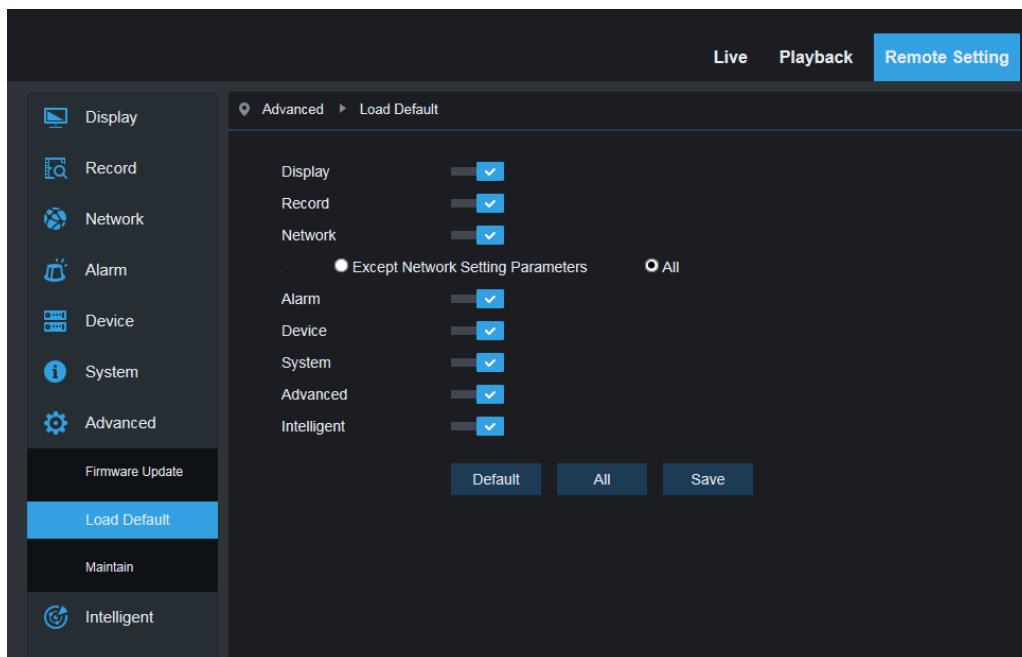 Live Playback Remote Setting
Advanced Load Default
Display
Record
Network
Alarm
Device
System
Advanced
Firmware Update
Load Default
Maintain
Intelligent
Display
Record
Network
Except Network Setting Parameters All
Alarm
Device
System
Advanced
Intelligent
Default All Save